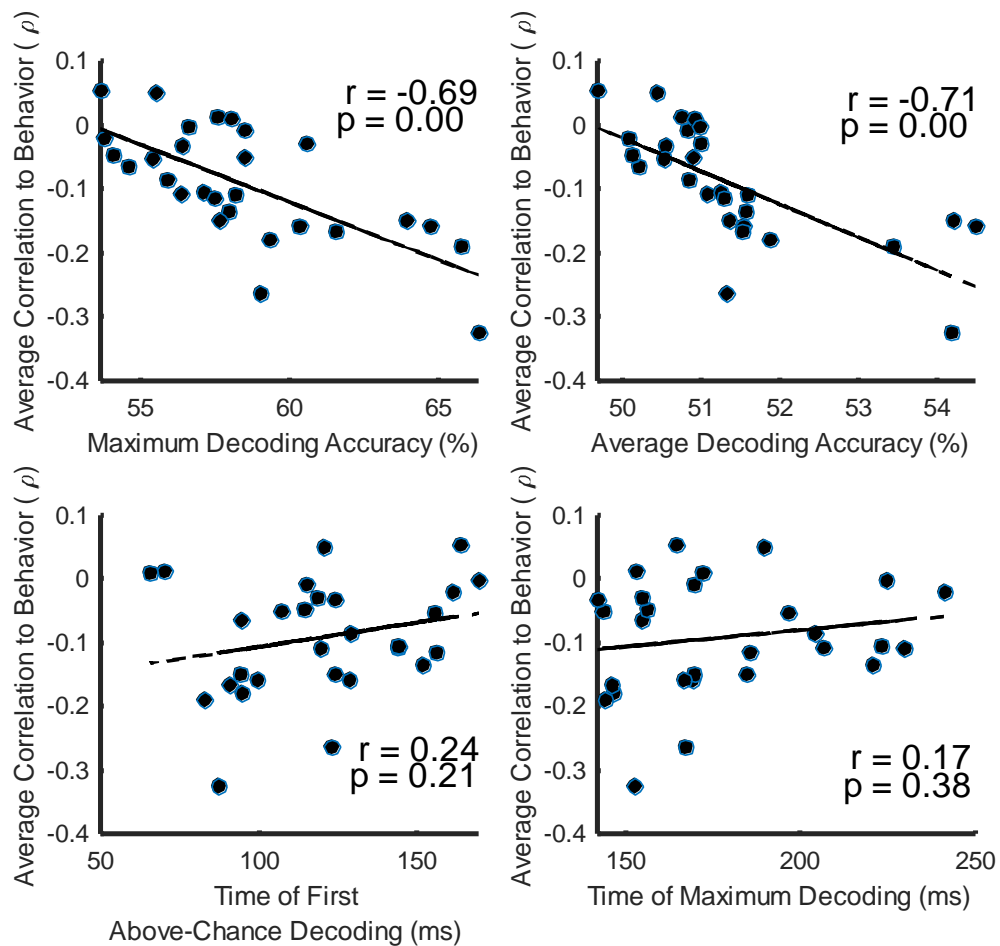 Average Correlation to Behavior ( ρ)
0.1
0
-0.1
-0.2
-0.3
-0.4
r = -0.69
p = 0.00
55
60
65
Maximum Decoding Accuracy (%)
Average Correlation to Behavior ( ρ)
0.1
0
-0.1
-0.2
-0.3
-0.4
r = -0.71
p = 0.00
50
51
52
53
54
Average Decoding Accuracy (%)
Average Correlation to Behavior ( ρ)
0.1
0
-0.1
-0.2
-0.3
-0.4
r = 0.24
p = 0.21
50
100
150
Time of First
Above-Chance Decoding (ms)
Average Correlation to Behavior ( ρ)
0.1
0
-0.1
-0.2
-0.3
-0.4
r = 0.17
p = 0.38
150
200
250
Time of Maximum Decoding (ms)